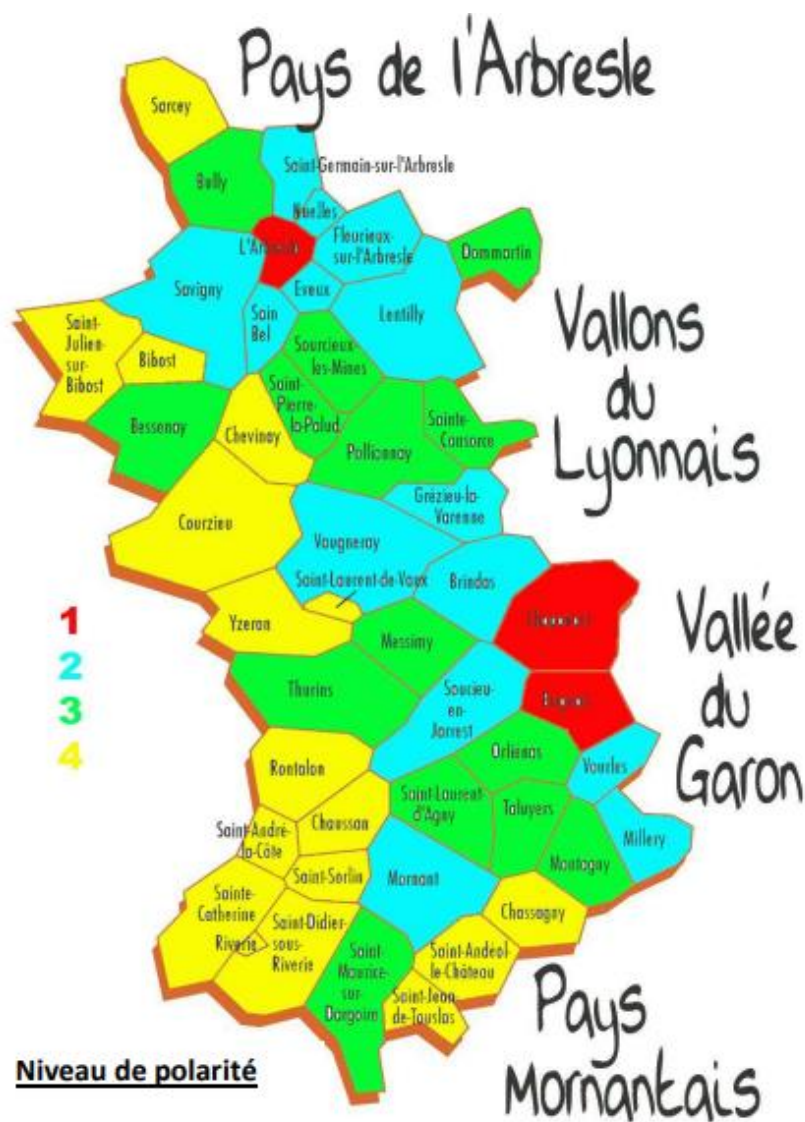 Pays de l'Arbresle
Sarcey
Saint-Germain-sur-l'Arbresle
Bully
Nuelles
L'Arbresle
Fleurieux-
sur-l'Arbresle
Dommartin
Savigny
Eveux
Sain
Bel
Lentilly
Vallons
du
Lyonnais
Saint-
Julien-
sur-
Bibost
Bibost
Sourcieux-
les-Mines
Saint-
Pierre-
la-Palud
Bessenay
Chevinay
Pollionnay
Sainte-
Consorce
Grézieu-la-
Varenne
Courzieu
Vaugneray
Saint-Laurent-de-Vaux
Brindas
Vallée
du
Garon
1
2
3
4
Yzeron
Messimy
Thurins
Soucieu-
en-
Jarrest
Orlienas
Vourles
Rontalon
Chaussan
Saint-Laurent-
d'Agny
Taluyers
Millery
Montagny
Saint-André-
la-Côte
Saint-Sorlin
Mornant
Sainte-
Catherine
Riverie
Saint-Didier-
sous-
Riverie
Chassagny
Saint-
Maurice-
sur-
Dargoire
Saint-Andéol-
le-Château
Saint-Jean-
de-Touslas
Pays
Mornantais
Niveau de polarité